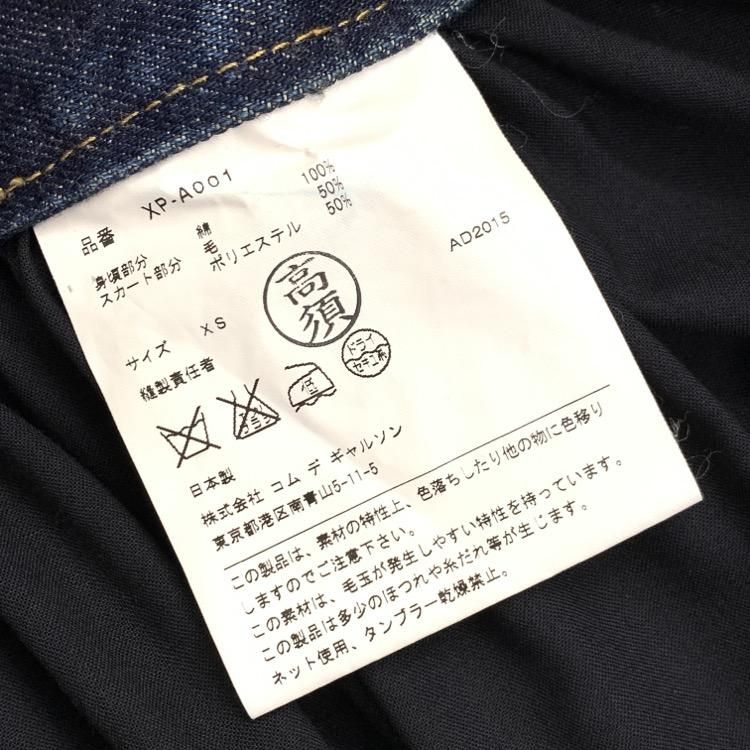 品番 XP-A001
身頃部分 綿 100%
スカート部分 毛 50%
ポリエステル 50%
AD2015
サイズ XS
縫製責任者 高須
低
ドライ
セキユ系
日本製
株式会社 コム デ ギャルソン
東京都港区南青山5-11-5
この製品は、素材の特性上、色落ちしたり他の物に色移り
しますのでご注意下さい。
この素材は、毛玉が発生しやすい特性を持っています。
この製品は多少のほつれや糸だれ等が生じます。
ネット使用、タンブラー乾燥禁止。